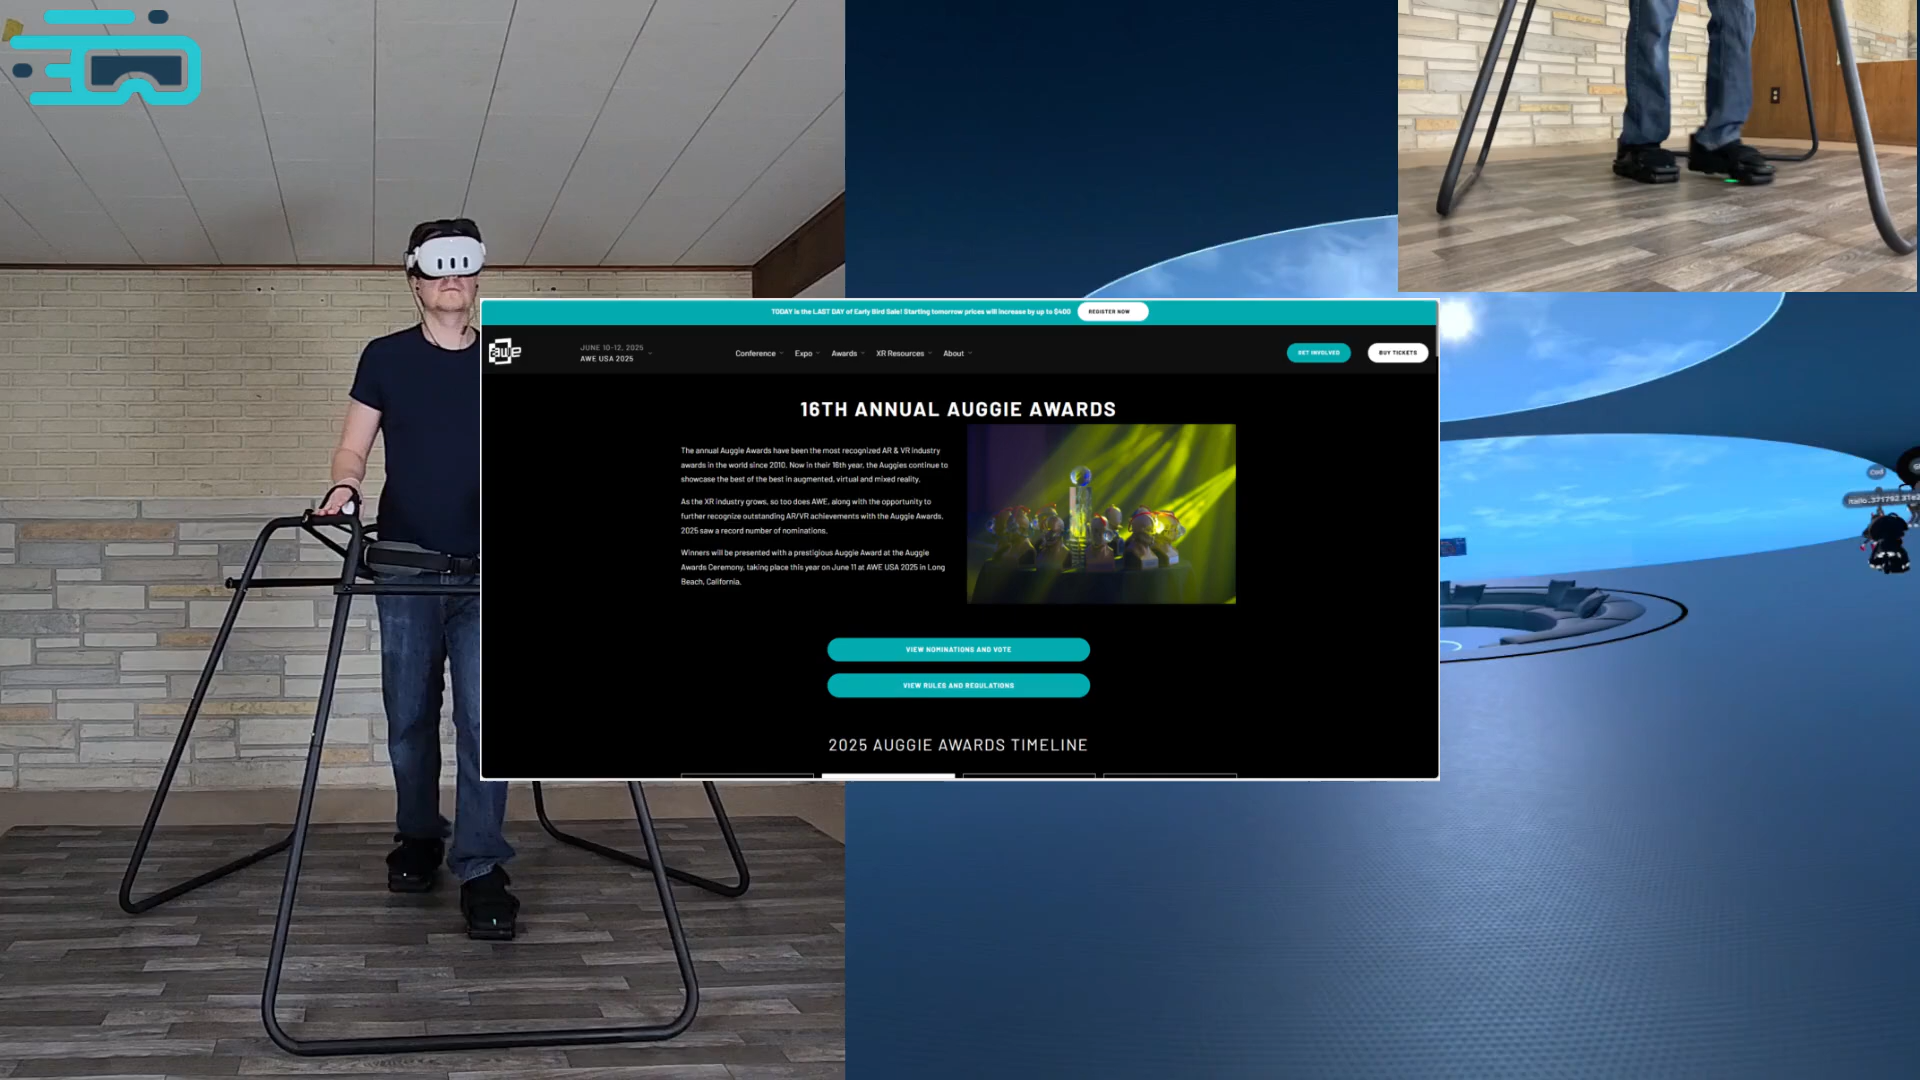 TODAY is the LAST DAY of Early Bird Sale! Starting tomorrow prices will increase by up to $400
REGISTER NOW
awe
JUNE 10-12, 2025
AWE USA 2025
Conference
Expo
Awards
XR Resources
About
GET INVOLVED
BUY TICKETS
16TH ANNUAL AUGGIE AWARDS
The annual Auggie Awards have been the most recognized AR & VR industry
awards in the world since 2010. Now in their 16th year, the Auggies continue to
showcase the best of the best in augmented, virtual and mixed reality.
As the XR industry grows, so too does AWE, along with the opportunity to
further recognize outstanding AR/VR achievements with the Auggie Awards.
2025 saw a record number of nominations.
Winners will be presented with a prestigious Auggie Award at the Auggie
Awards Ceremony, taking place this year on June 11 at AWE USA 2025 in Long
Beach, California.
VIEW NOMINATIONS AND VOTE
VIEW RULES AND REGULATIONS
2025 AUGGIE AWARDS TIMELINE